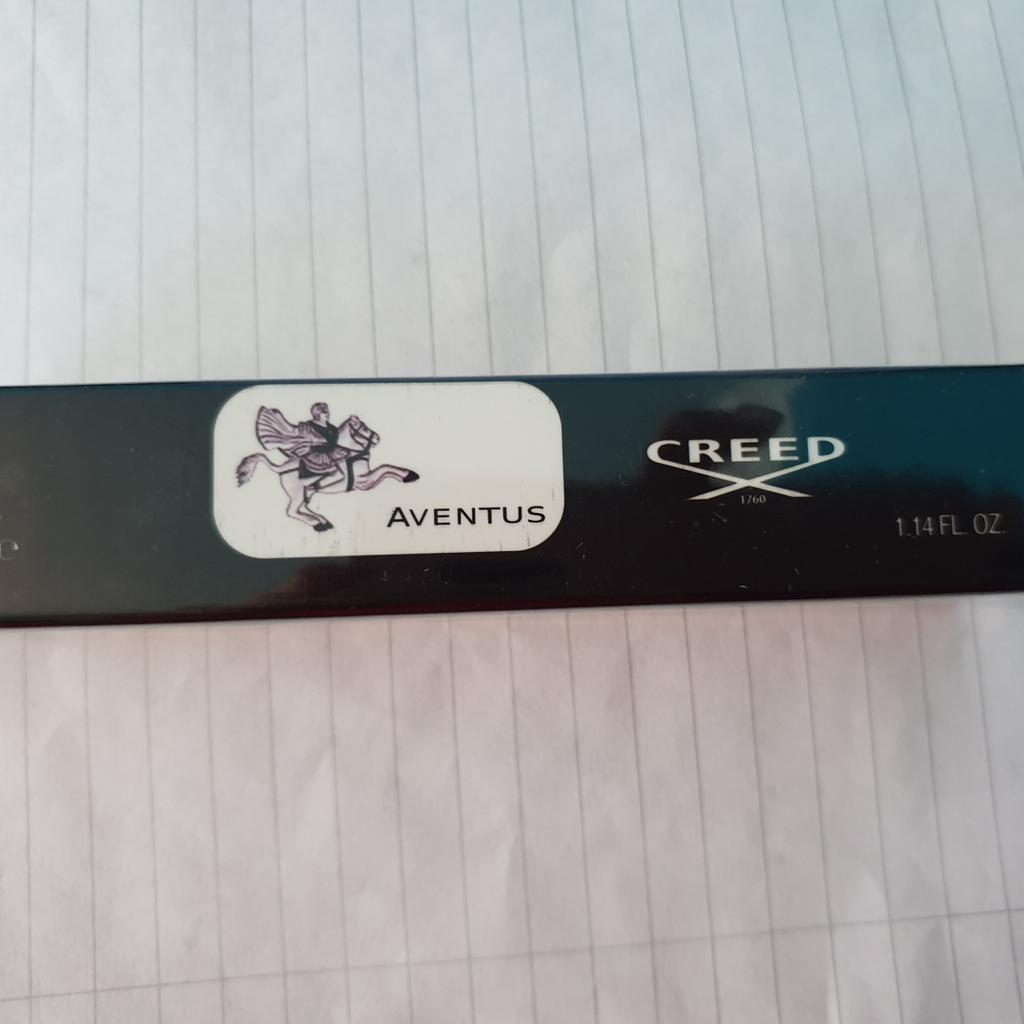 AVENTUS
CREED
1760
1.14 FL. OZ.
e